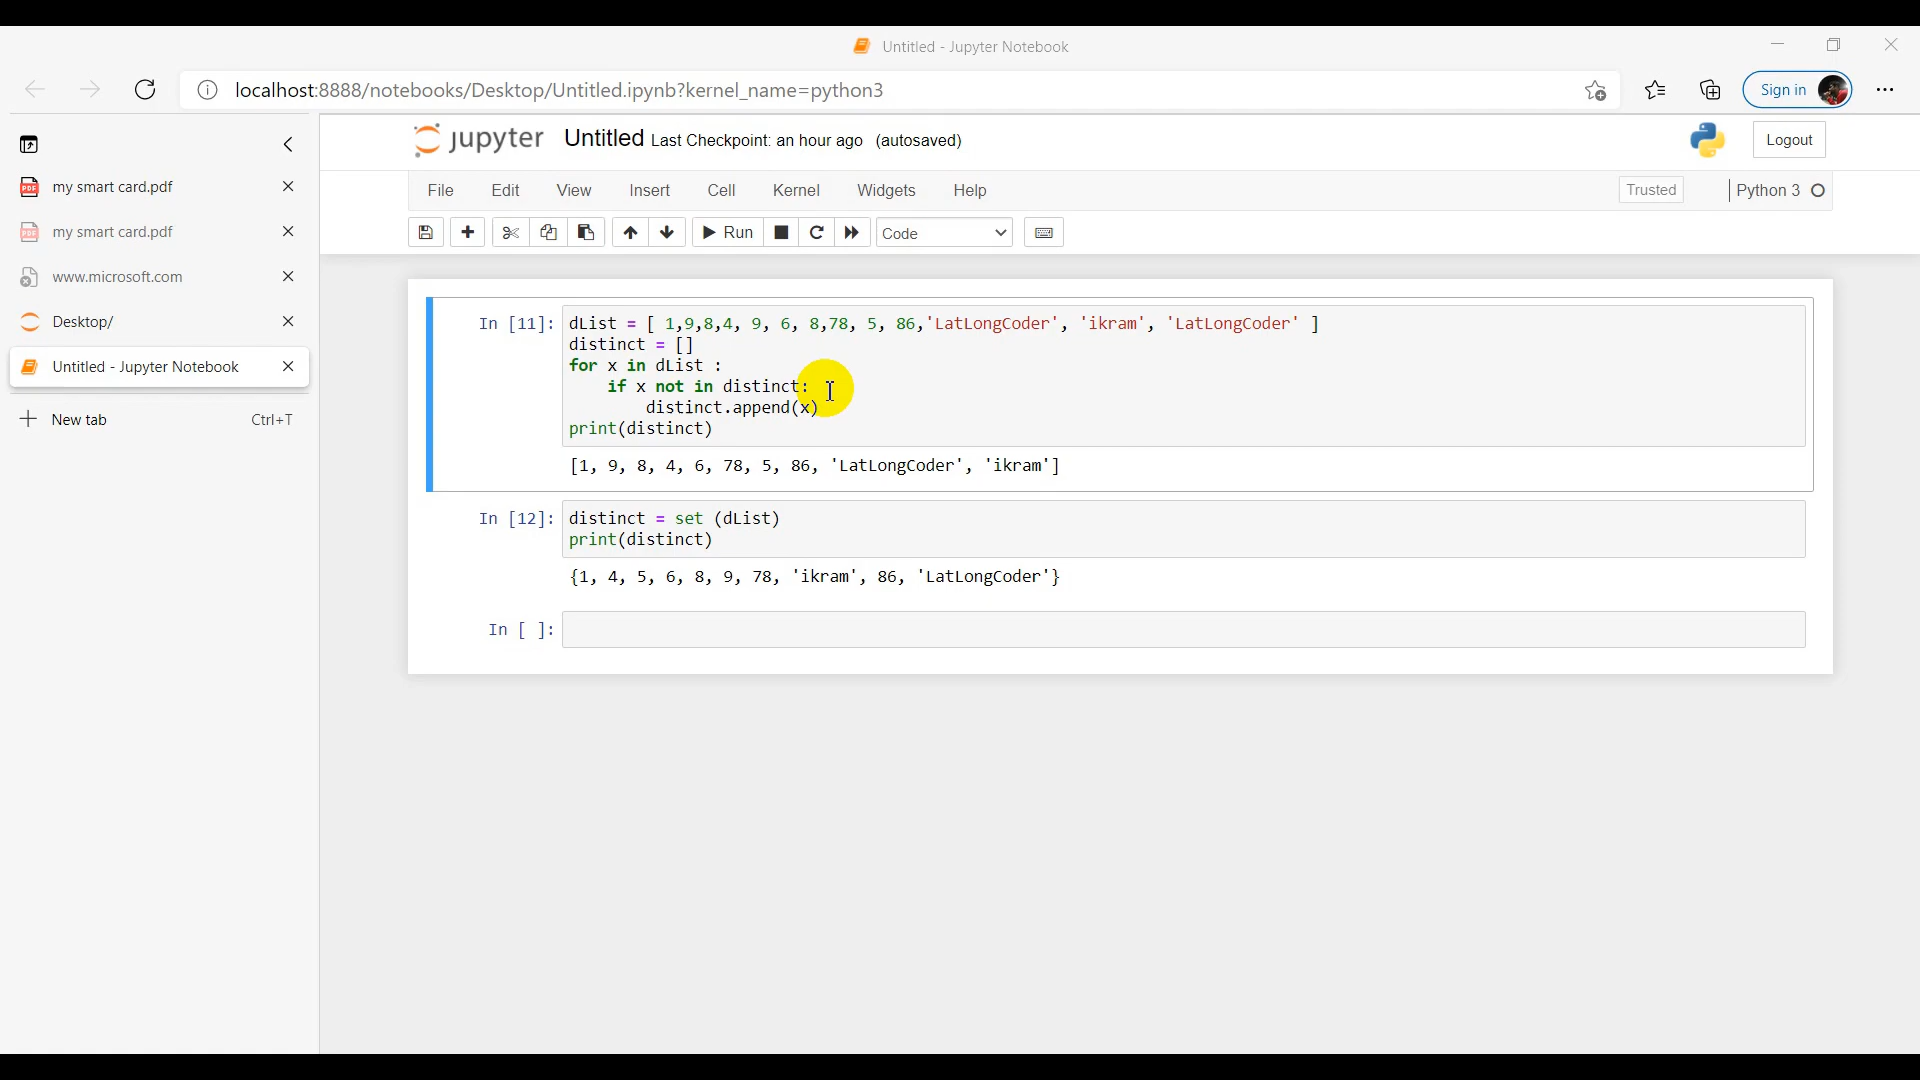 Untitled - Jupyter Notebook
localhost:8888/notebooks/Desktop/Untitled.ipynb?kernel_name=python3
Sign in
my smart card.pdf
my smart card.pdf
www.microsoft.com
Desktop/
Untitled - Jupyter Notebook
New tab Ctrl+T
jupyter Untitled Last Checkpoint: an hour ago (autosaved)
Logout
File Edit View Insert Cell Kernel Widgets Help
Trusted
Python 3
Run
Code
In [11]: dList = [ 1,9,8,4, 9, 6, 8,78, 5, 86,'LatLongCoder', 'ikram', 'LatLongCoder' ]
distinct = []
for x in dList :
    if x not in distinct:
        distinct.append(x)
print(distinct)
[1, 9, 8, 4, 6, 78, 5, 86, 'LatLongCoder', 'ikram']
In [12]: distinct = set (dList)
print(distinct)
{1, 4, 5, 6, 8, 9, 78, 'ikram', 86, 'LatLongCoder'}
In [ ]: